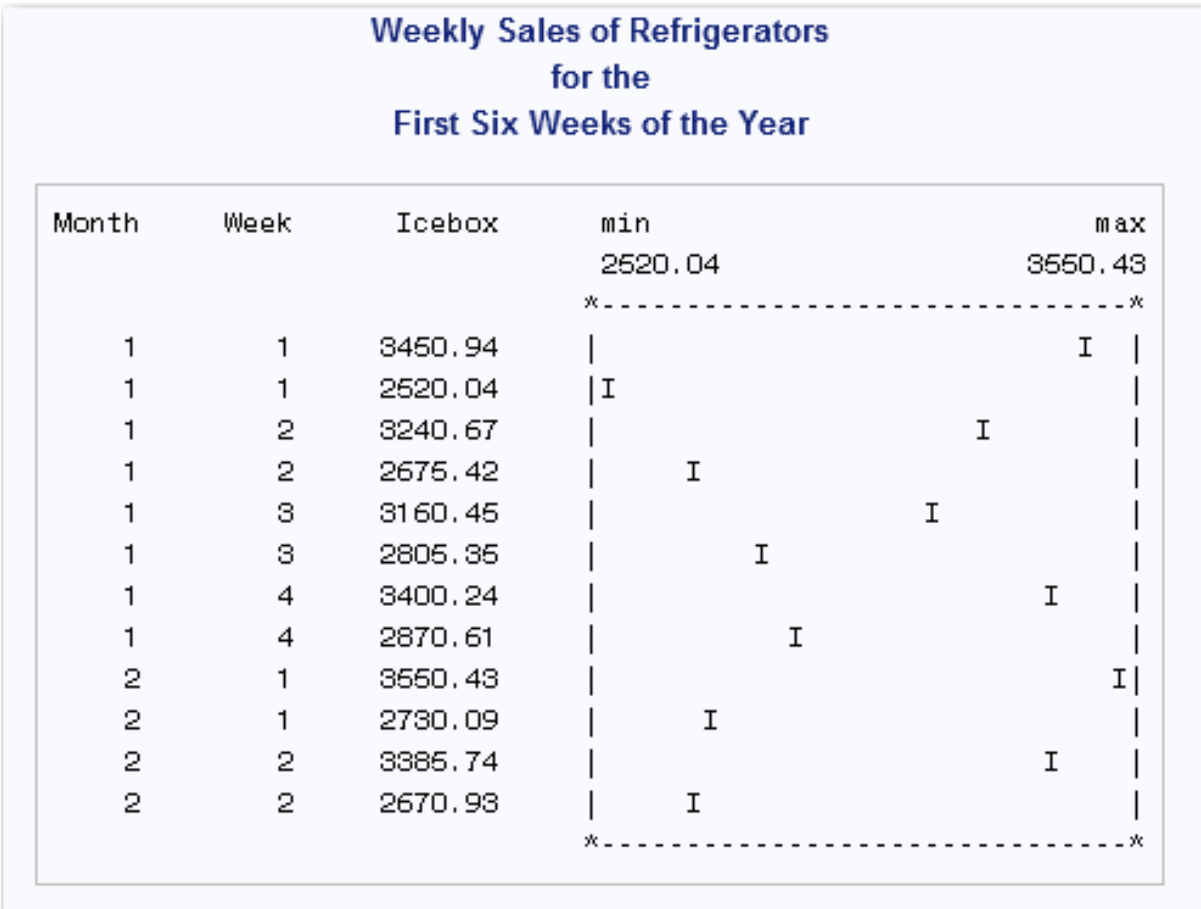 Weekly Sales of Refrigerators
for the
First Six Weeks of the Year
Month     Week      Icebox      min                           max
                                2520.04                  3550.43
                               *--------------------------------*
    1        1     3450.94     |                             I  |
    1        1     2520.04     |I                               |
    1        2     3240.67     |                       I        |
    1        2     2675.42     |     I                          |
    1        3     3160.45     |                    I           |
    1        3     2805.35     |         I                      |
    1        4     3400.24     |                           I    |
    1        4     2870.61     |           I                    |
    2        1     3550.43     |                               I|
    2        1     2730.09     |      I                         |
    2        2     3385.74     |                           I    |
    2        2     2670.93     |     I                          |
                               *--------------------------------*